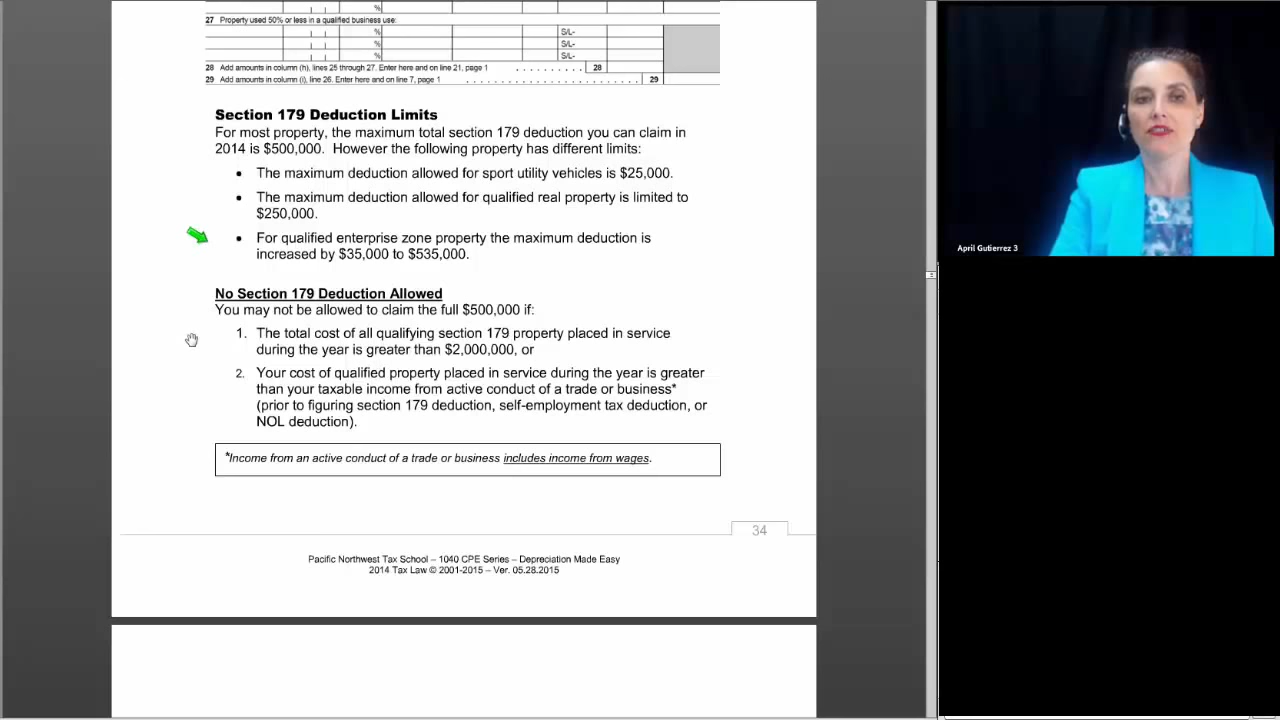 %
27 Property used 50% or less in a qualified business use:
% S/L-
% S/L-
% S/L-
28 Add amounts in column (h), lines 25 through 27. Enter here and on line 21, page 1 . . . . . . . . . . 28
29 Add amounts in column (i), line 26. Enter here and on line 7, page 1 . . . . . . . . . . . . . . . . . . . . . . . . . . 29
Section 179 Deduction Limits
For most property, the maximum total section 179 deduction you can claim in
2014 is $500,000. However the following property has different limits:
• The maximum deduction allowed for sport utility vehicles is $25,000.
• The maximum deduction allowed for qualified real property is limited to
$250,000.
• For qualified enterprise zone property the maximum deduction is
increased by $35,000 to $535,000.
No Section 179 Deduction Allowed
You may not be allowed to claim the full $500,000 if:
1. The total cost of all qualifying section 179 property placed in service
during the year is greater than $2,000,000, or
2. Your cost of qualified property placed in service during the year is greater
than your taxable income from active conduct of a trade or business*
(prior to figuring section 179 deduction, self-employment tax deduction, or
NOL deduction).
*Income from an active conduct of a trade or business includes income from wages.
34
Pacific Northwest Tax School – 1040 CPE Series – Depreciation Made Easy
2014 Tax Law © 2001-2015 – Ver. 05.28.2015
April Gutierrez 3